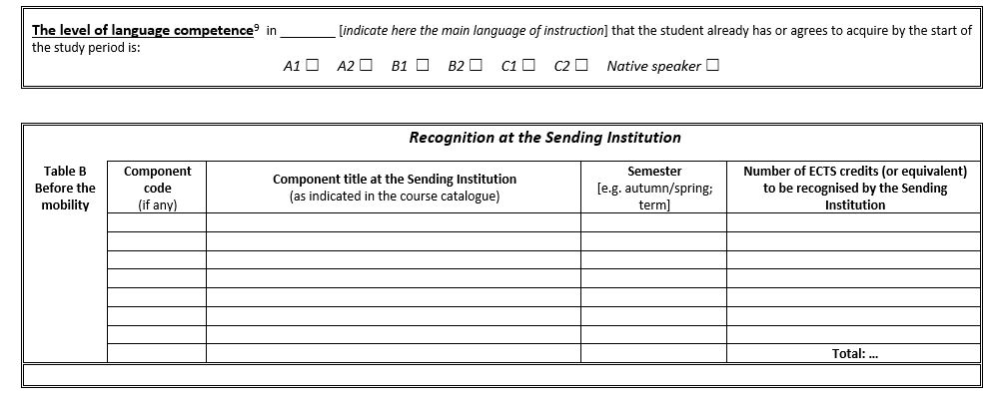 The level of language competence⁹ in ________ [indicate here the main language of instruction] that the student already has or agrees to acquire by the start of
the study period is:
A1 ☐ A2 ☐ B1 ☐ B2 ☐ C1 ☐ C2 ☐ Native speaker ☐
Recognition at the Sending Institution
Table B
Before the
mobility
Component
code
(if any)
Component title at the Sending Institution
(as indicated in the course catalogue)
Semester
[e.g. autumn/spring;
term]
Number of ECTS credits (or equivalent)
to be recognised by the Sending
Institution
Total: ...